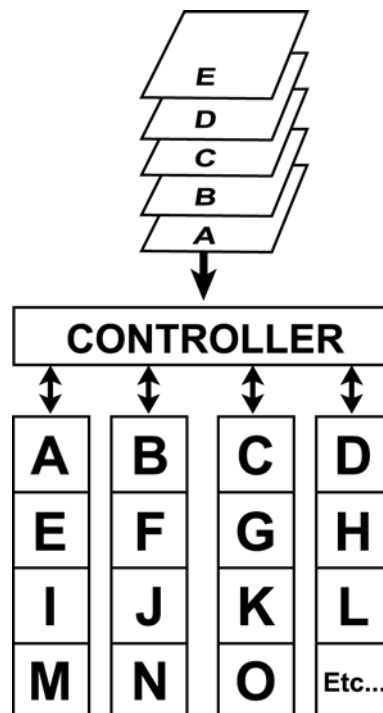 E
D
C
B
A
CONTROLLER
A B C D
E F G H
I J K L
M N O Etc...